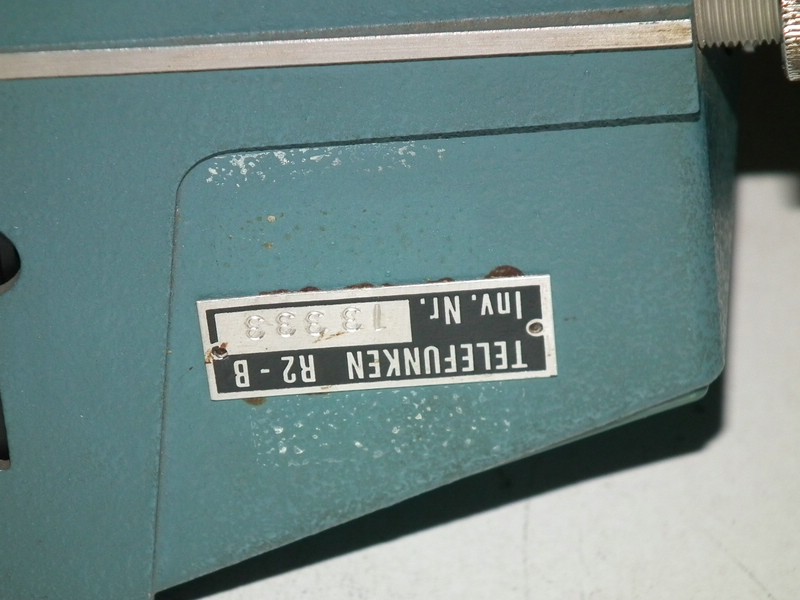 TELEFUNKEN R2-B
Inv. Nr. 13333